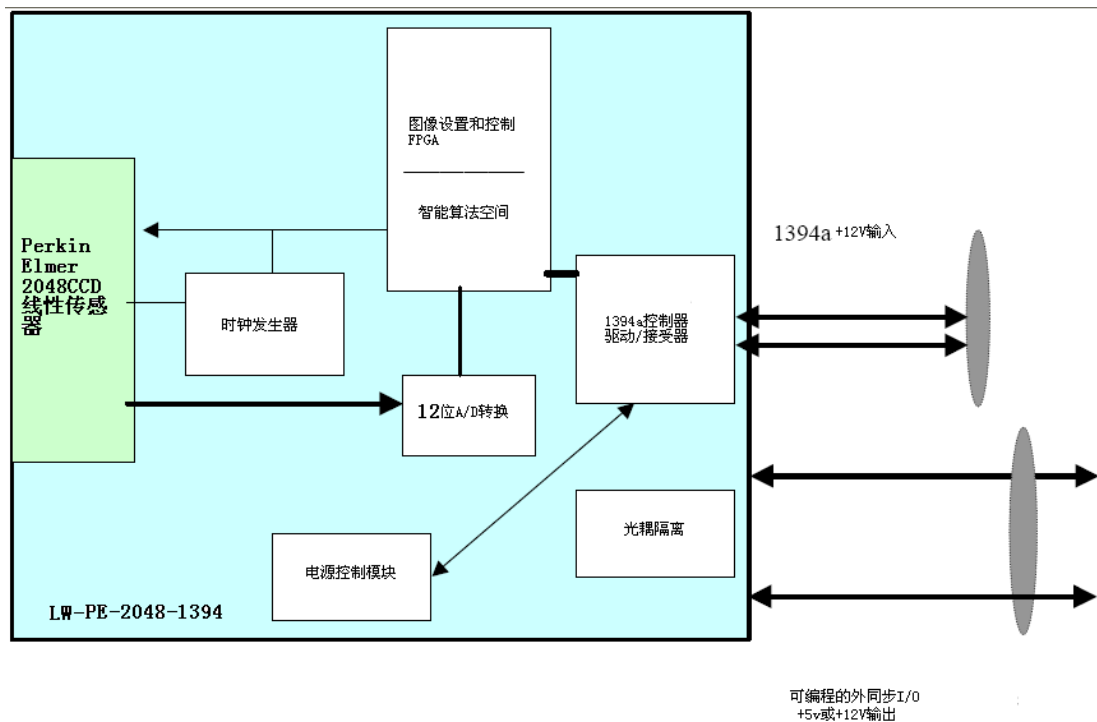 图像设置和控制
FPGA
智能算法空间
Perkin
Elmer
2048CCD
线性传感
器
时钟发生器
1394a控制器
驱动/接受器
1394a +12V输入
12位A/D转换
光耦隔离
电源控制模块
LW-PE-2048-1394
可编程的外同步I/O
+5v或+12V输出